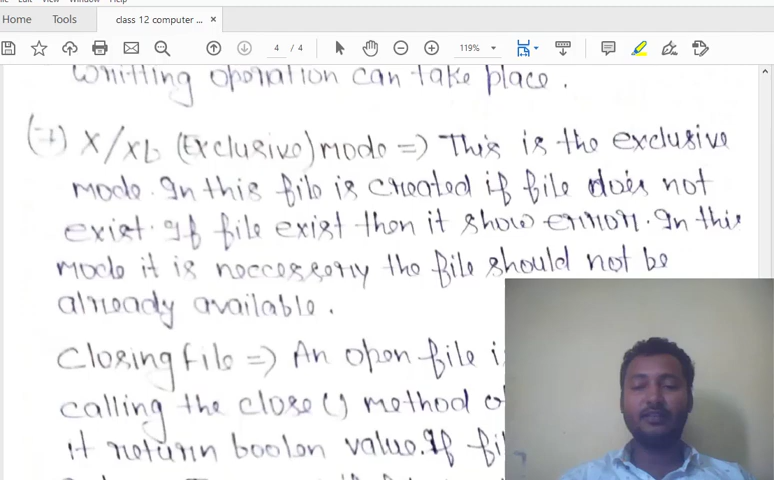 Home Tools class 12 computer ... ×
4 / 4 119%
writting operation can take place.
(7) X/xb (Exclusive) mode => This is the exclusive
mode. In this file is created if file does not
exist. If file exist then it show error. In this
mode it is neccessery the file should not be
already available.
Closing File => An open file is
calling the close() method o
it return boolen value. If fil